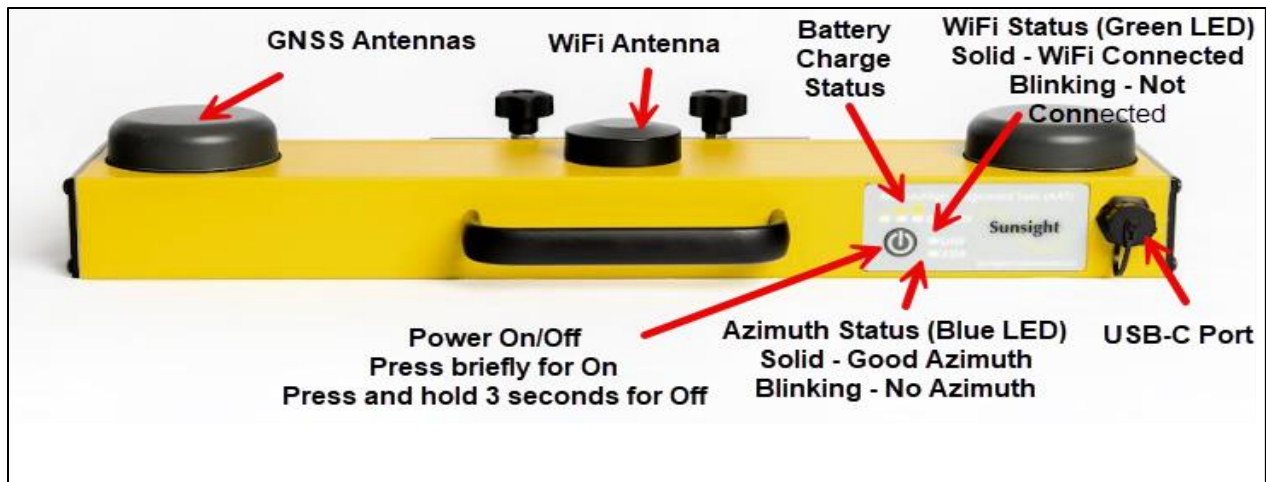 GNSS Antennas
WiFi Antenna
Battery
Charge
Status
WiFi Status (Green LED)
Solid - WiFi Connected
Blinking - Not
Connected
Sunsight
Power On/Off
Press briefly for On
Press and hold 3 seconds for Off
Azimuth Status (Blue LED)
Solid - Good Azimuth
Blinking - No Azimuth
USB-C Port